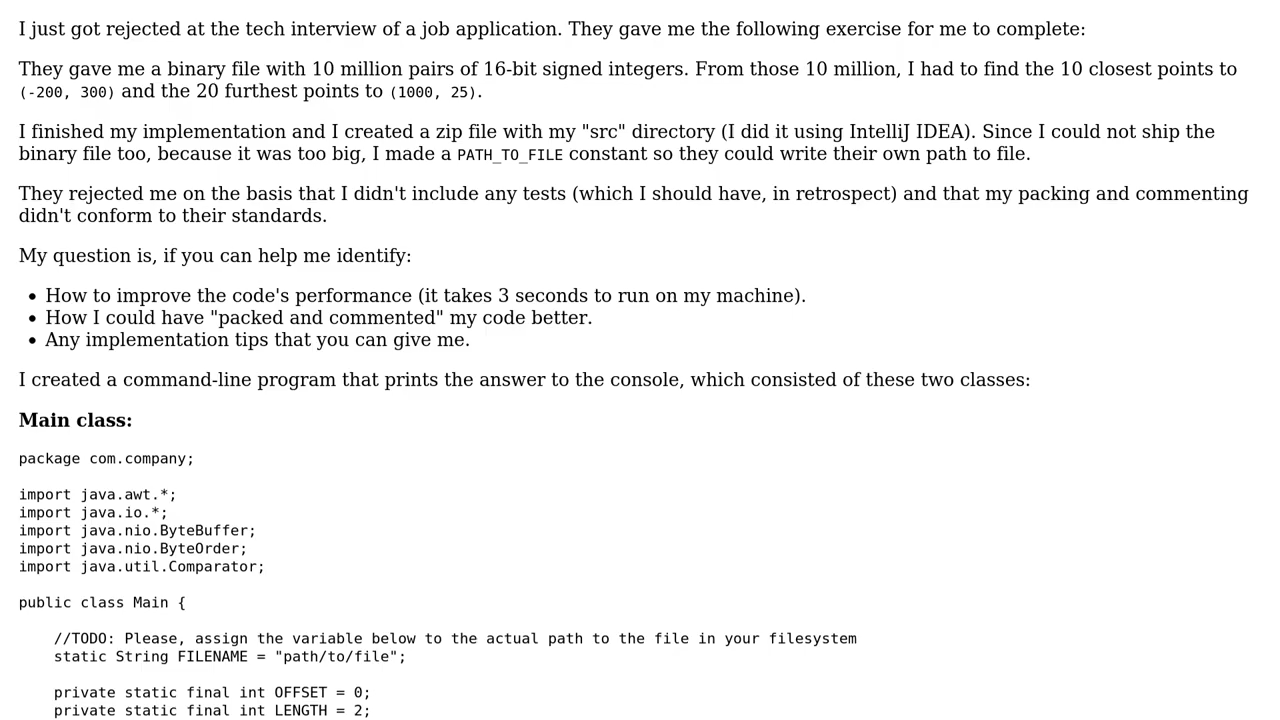 I just got rejected at the tech interview of a job application. They gave me the following exercise for me to complete:
They gave me a binary file with 10 million pairs of 16-bit signed integers. From those 10 million, I had to find the 10 closest points to
(-200, 300) and the 20 furthest points to (1000, 25).
I finished my implementation and I created a zip file with my "src" directory (I did it using IntelliJ IDEA). Since I could not ship the
binary file too, because it was too big, I made a PATH_TO_FILE constant so they could write their own path to file.
They rejected me on the basis that I didn't include any tests (which I should have, in retrospect) and that my packing and commenting
didn't conform to their standards.
My question is, if you can help me identify:
• How to improve the code's performance (it takes 3 seconds to run on my machine).
• How I could have "packed and commented" my code better.
• Any implementation tips that you can give me.
I created a command-line program that prints the answer to the console, which consisted of these two classes:
Main class:
package com.company;
import java.awt.*;
import java.io.*;
import java.nio.ByteBuffer;
import java.nio.ByteOrder;
import java.util.Comparator;
public class Main {
//TODO: Please, assign the variable below to the actual path to the file in your filesystem
static String FILENAME = "path/to/file";
private static final int OFFSET = 0;
private static final int LENGTH = 2;